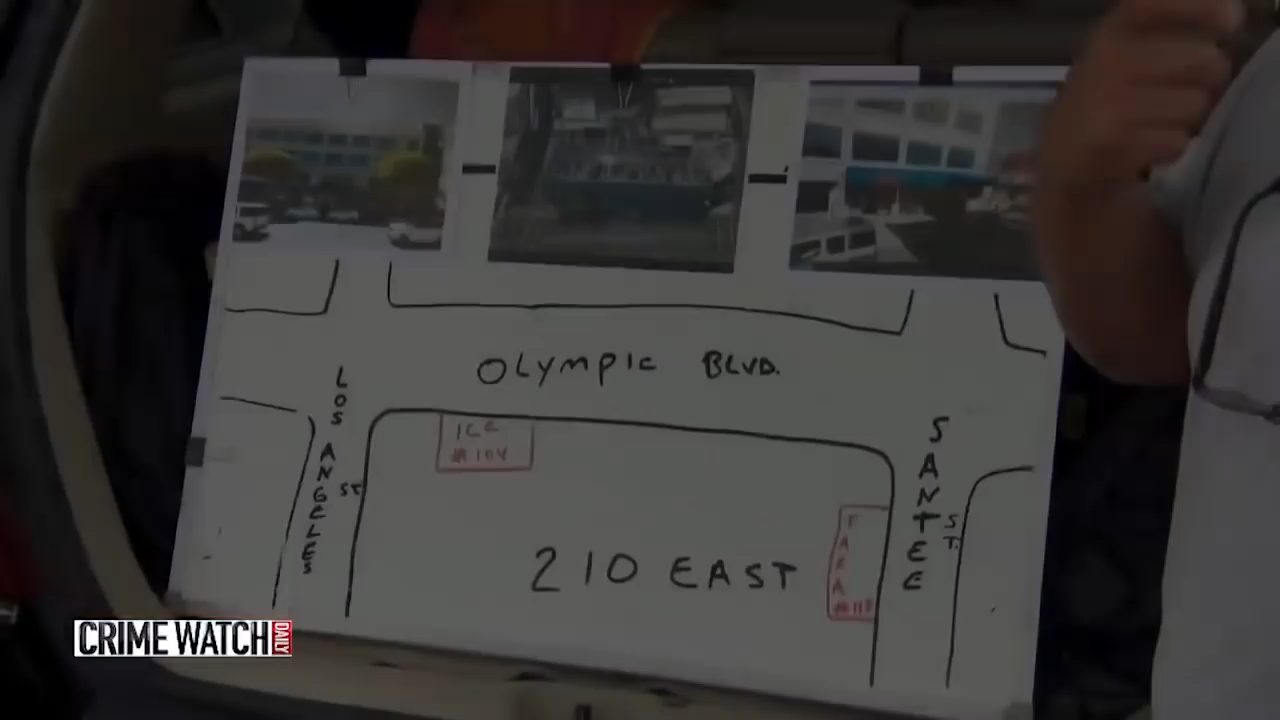 OLYMPIC BLVD.
LOS ANGELES
ST
ICE
#104
SANTEE
ST.
210 EAST
CRIME WATCH
DAILY